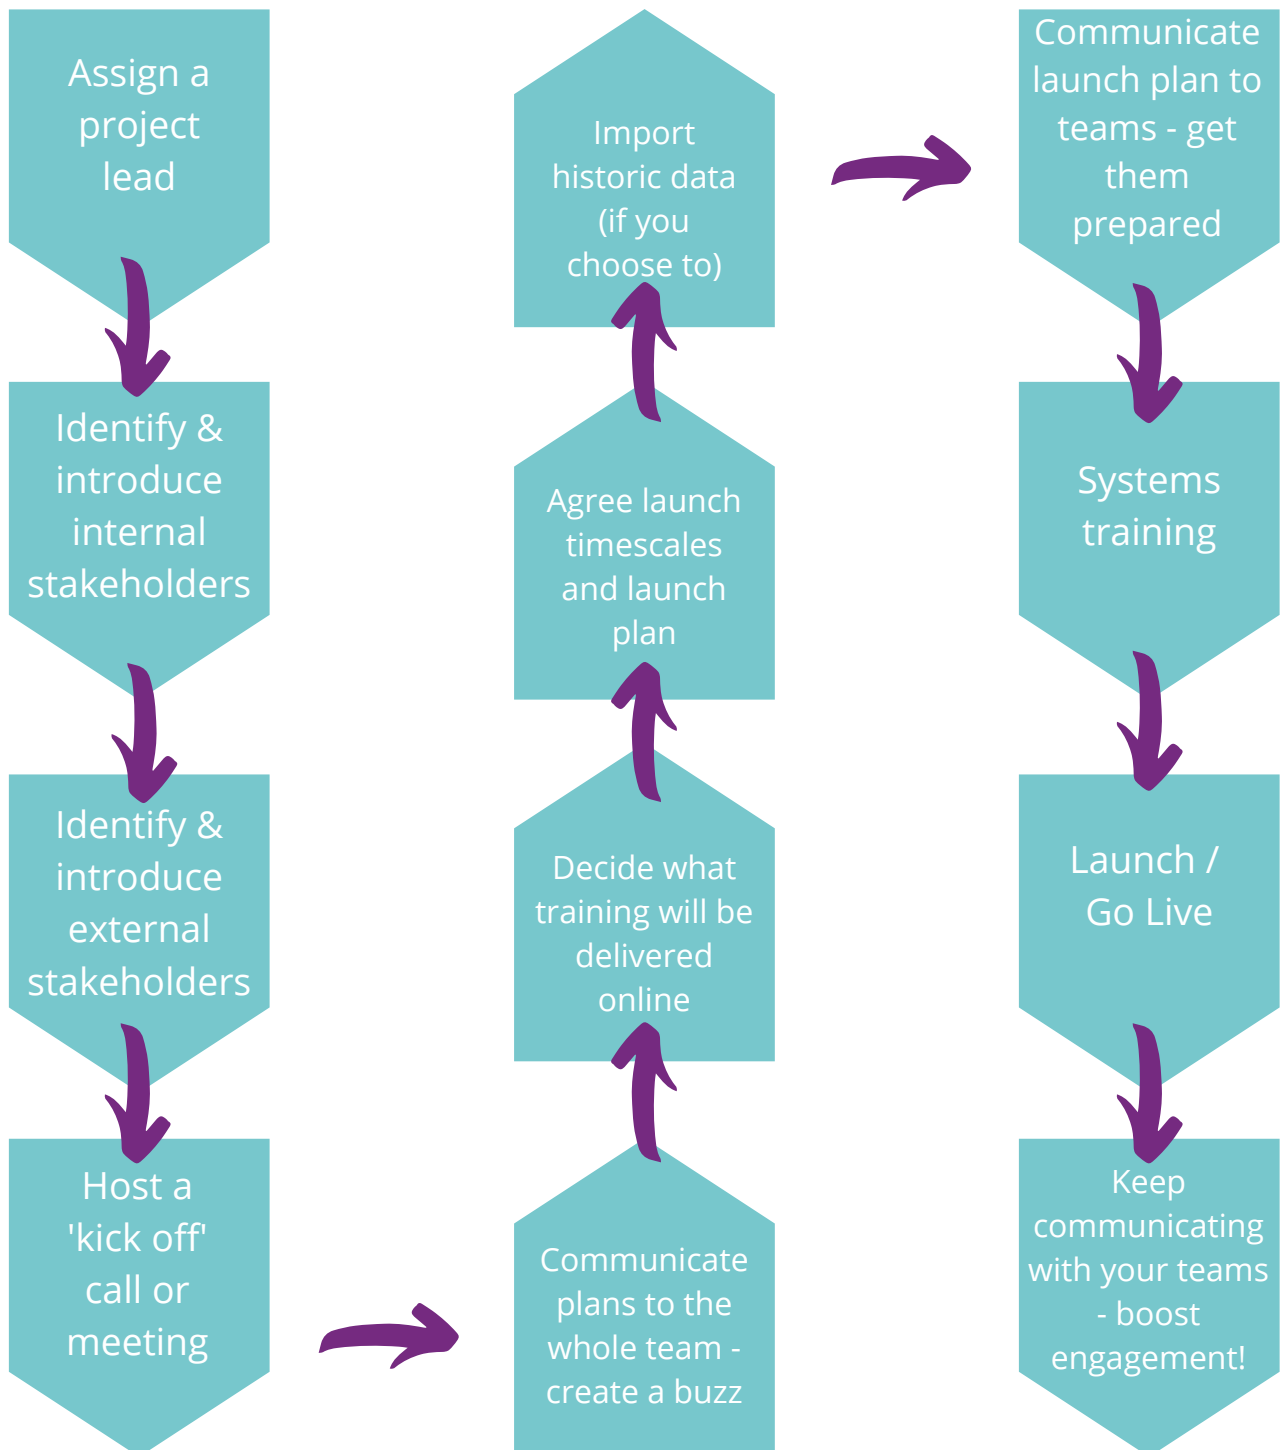 Assign a
project
lead
Identify &
introduce
internal
stakeholders
Identify &
introduce
external
stakeholders
Host a
'kick off'
call or
meeting
Communicate
plans to the
whole team -
create a buzz
Decide what
training will be
delivered
online
Agree launch
timescales
and launch
plan
Import
historic data
(if you
choose to)
Communicate
launch plan to
teams - get
them
prepared
Systems
training
Launch /
Go Live
Keep
communicating
with your teams
- boost
engagement!